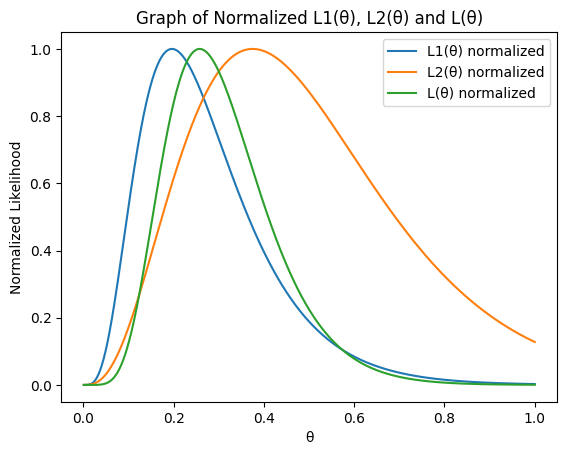 Graph of Normalized L1(θ), L2(θ) and L(θ)
L1(θ) normalized
L2(θ) normalized
L(θ) normalized
Normalized Likelihood
1.0
0.8
0.6
0.4
0.2
0.0
0.0 0.2 0.4 0.6 0.8 1.0
θ